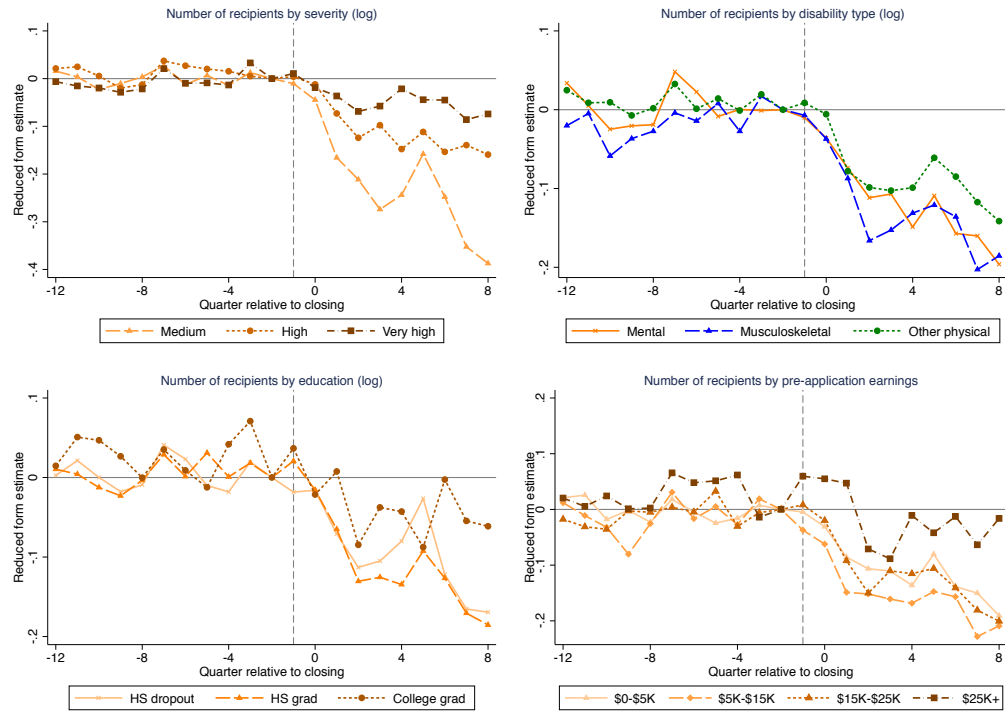 Number of recipients by severity (log)
Reduced form estimate
.1
0
-.1
-.2
-.3
-.4
-12 -8 -4 0 4 8
Quarter relative to closing
Medium High Very high
Number of recipients by disability type (log)
Reduced form estimate
.1
0
-.1
-.2
-12 -8 -4 0 4 8
Quarter relative to closing
Mental Musculoskeletal Other physical
Number of recipients by education (log)
Reduced form estimate
.1
0
-.1
-.2
-12 -8 -4 0 4 8
Quarter relative to closing
HS dropout HS grad College grad
Number of recipients by pre-application earnings
Reduced form estimate
.2
.1
0
-.1
-.2
-12 -8 -4 0 4 8
Quarter relative to closing
$0-$5K $5K-$15K $15K-$25K $25K+